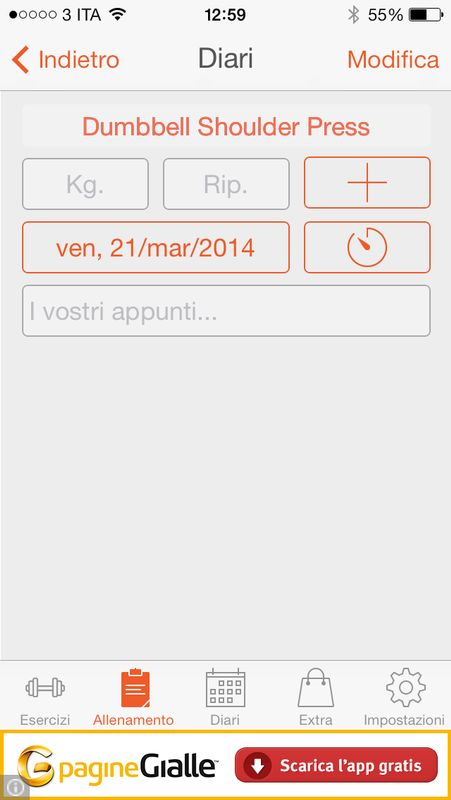 3 ITA 12:59 55%
Indietro Diari Modifica
Dumbbell Shoulder Press
Kg. Rip.
ven, 21/mar/2014
I vostri appunti...
Esercizi Allenamento Diari Extra Impostazioni
pagineGialle™ Scarica l'app gratis